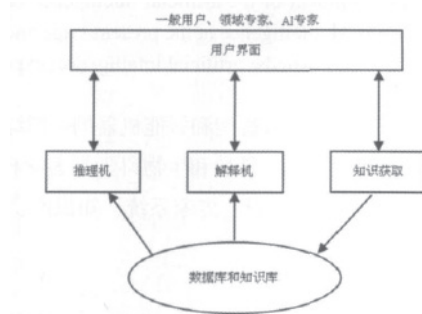 一般用户、领域专家、AI专家
用户界面
推理机
解释机
知识获取
数据库和知识库